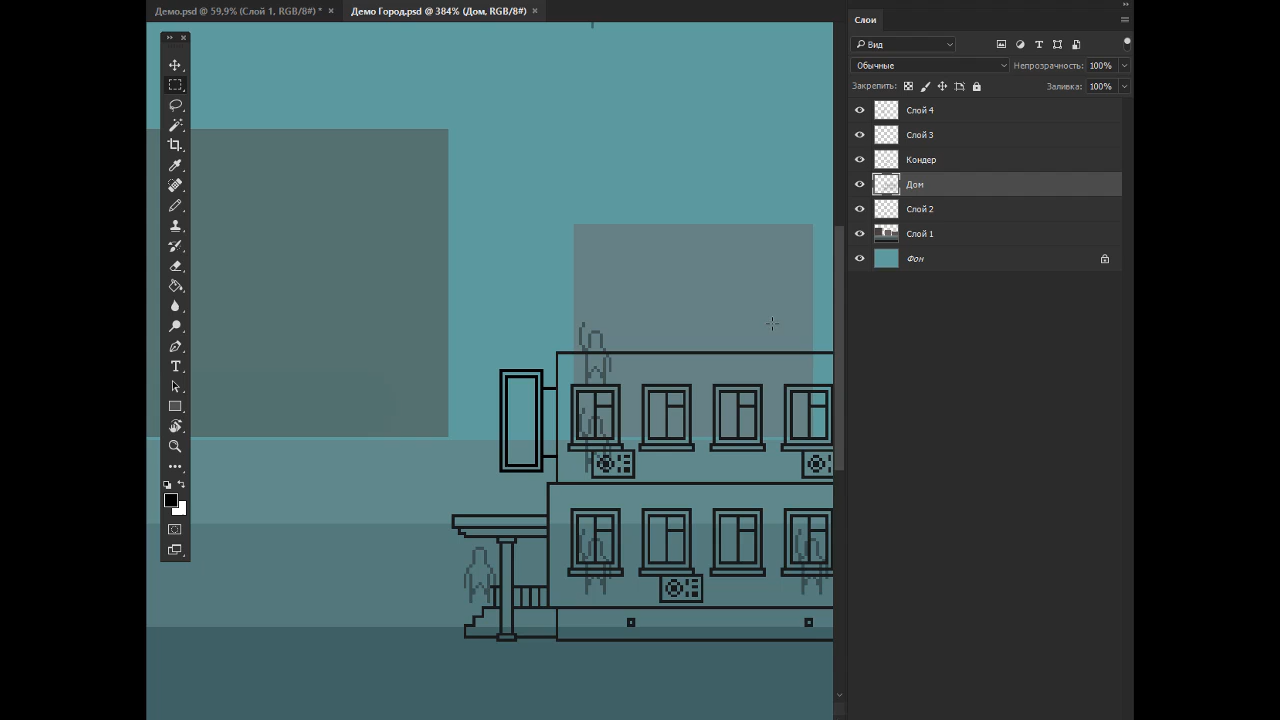 Демо.psd @ 59,9% (Слой 1, RGB/8#) *
Демо Город.psd @ 384% (Дом, RGB/8#)
Слои
Вид
Обычные
Непрозрачность: 100%
Закрепить:
Заливка: 100%
Слой 4
Слой 3
Кондер
Дом
Слой 2
Слой 1
Фон